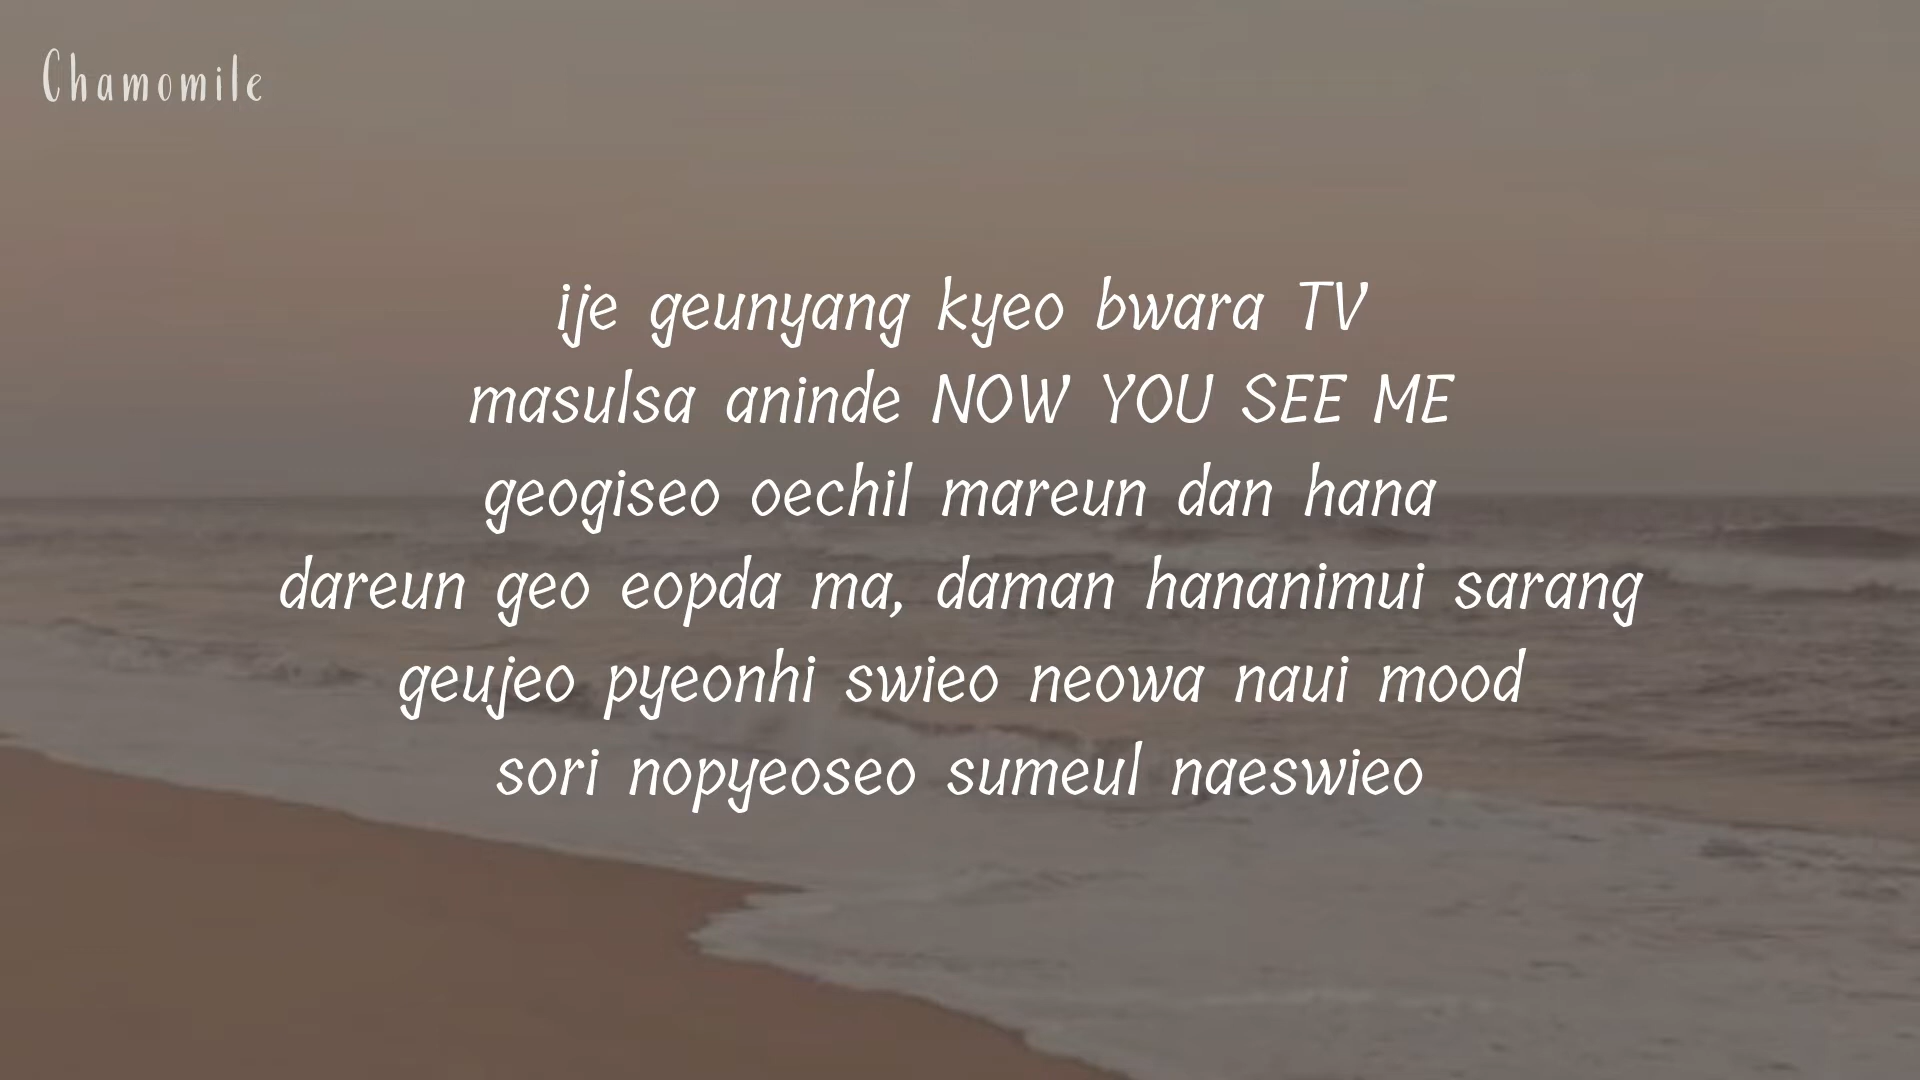 Chamomile
ije geunyang kyeo bwara TV
masulsa aninde NOW YOU SEE ME
geogiseo oechil mareun dan hana
dareun geo eopda ma, daman hananimui sarang
geujeo pyeonhi swieo neowa naui mood
sori nopyeoseo sumeul naeswieo